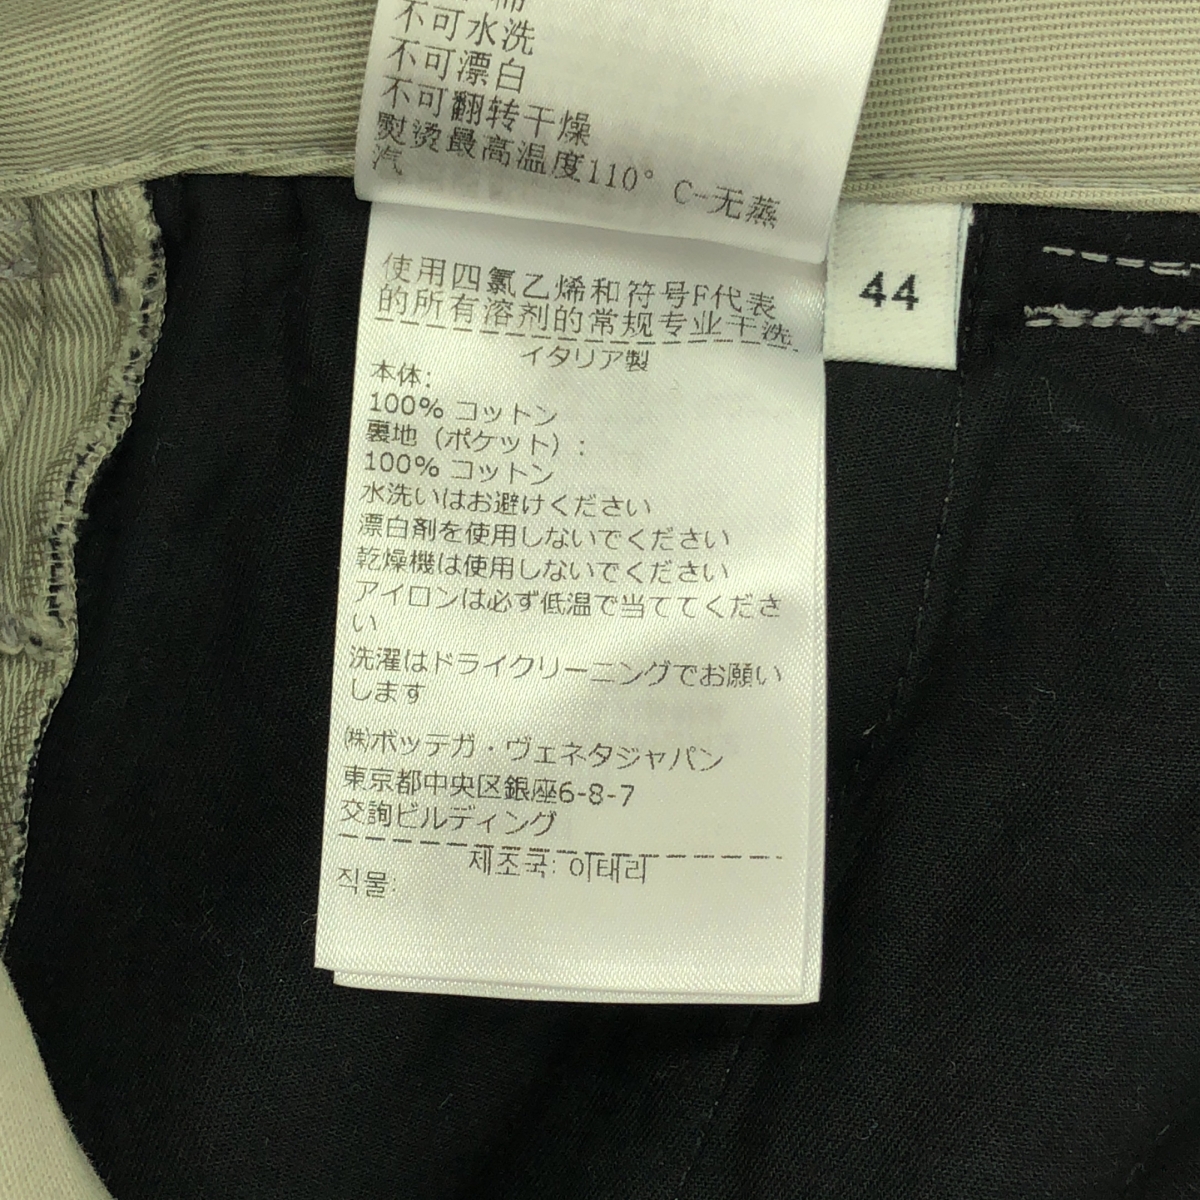 不可水洗
不可漂白
不可翻转干燥
熨烫最高温度110° C-无蒸
汽
使用四氯乙烯和符号F代表
的所有溶剂的常规专业干洗
44
イタリア製
本体:
100% コットン
裏地（ポケット）:
100% コットン
水洗いはお避けください
漂白剤を使用しないでください
乾燥機は使用しないでください
アイロンは必ず低温で当ててくださ
い
洗濯はドライクリーニングでお願い
します
㈱ボッテガ・ヴェネタジャパン
東京都中央区銀座6-8-7
交詢ビルディング
제조국: 이태리
직물: